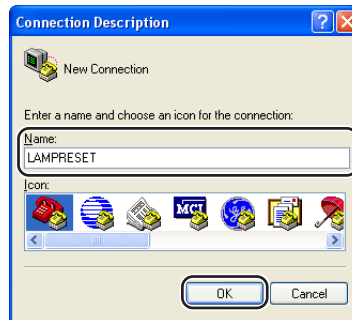 Connection Description
New Connection
Enter a name and choose an icon for the connection:
Name:
LAMPRESET
Icon:
MCI
OK Cancel